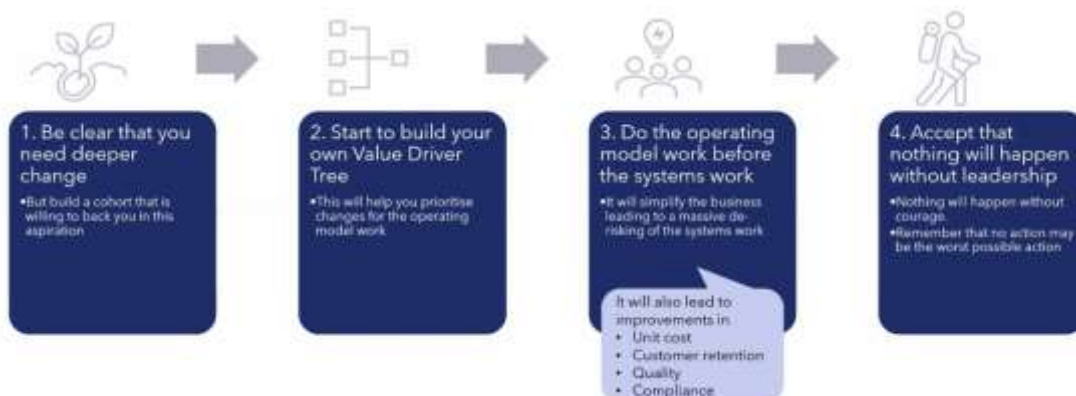 1. Be clear that you
need deeper
change
•But build a cohort that is
willing to back you in this
aspiration
2. Start to build your
own Value Driver
Tree
•This will help you prioritise
changes for the operating
model work
3. Do the operating
model work before
the systems work
•It will simplify the business
leading to a massive de-
risking of the systems work
It will also lead to
improvements in
• Unit cost
• Customer retention
• Quality
• Compliance
4. Accept that
nothing will happen
without leadership
•Nothing will happen without
courage.
•Remember that no action may
be the worst possible action